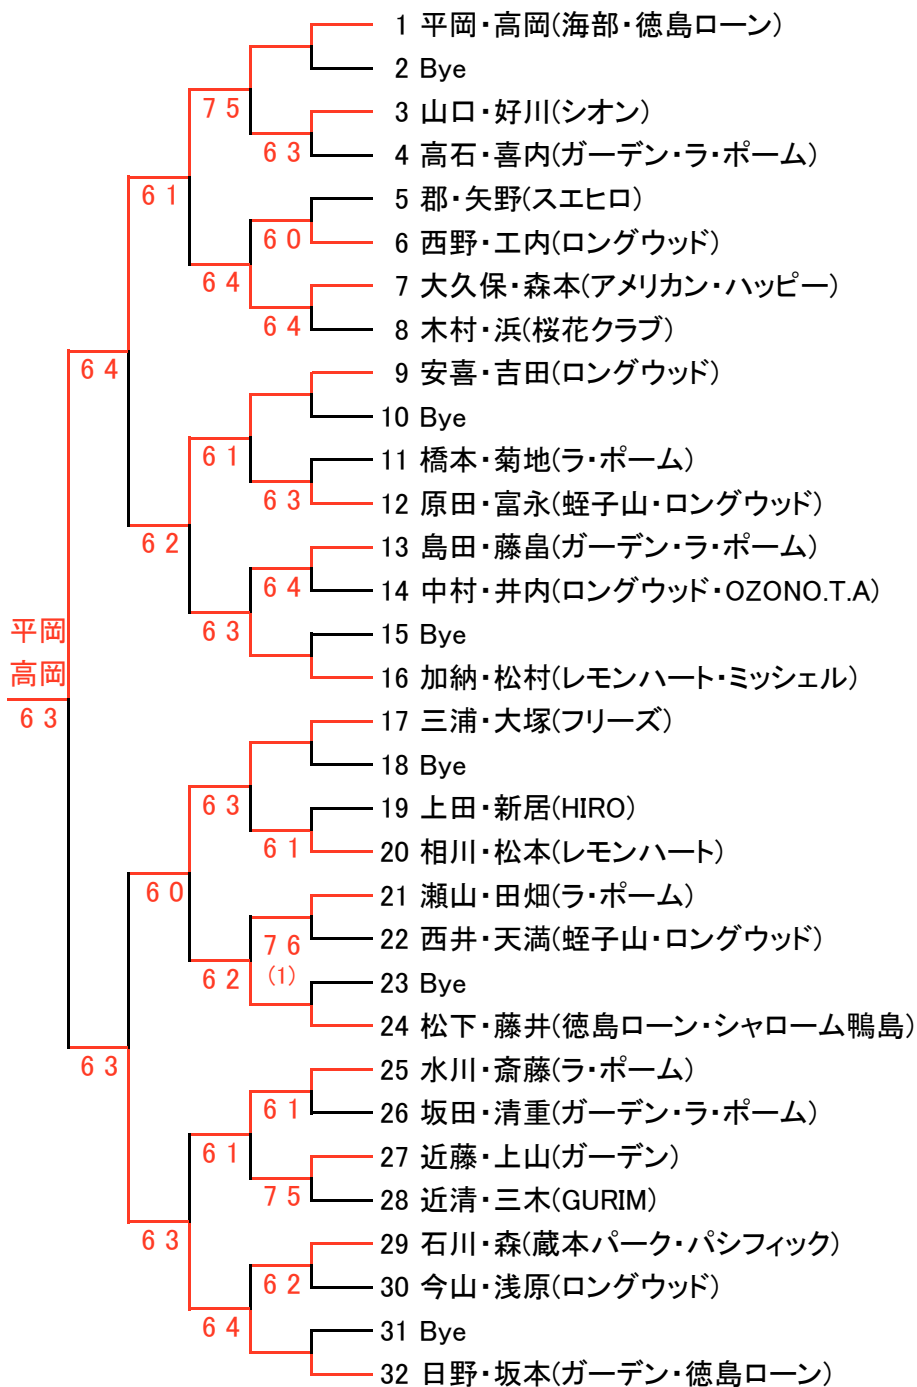 1 平岡・高岡(海部・徳島ローン)
2 Bye
7 5
3 山口・好川(シオン)
6 3
4 高石・喜内(ガーデン・ラ・ポーム)
6 1
5 郡・矢野(スエヒロ)
6 0
6 西野・工内(ロングウッド)
6 4
7 大久保・森本(アメリカン・ハッピー)
6 4
8 木村・浜(桜花クラブ)
6 4
9 安喜・吉田(ロングウッド)
10 Bye
6 1
11 橋本・菊地(ラ・ポーム)
6 3
12 原田・富永(蛭子山・ロングウッド)
6 2
13 島田・藤畠(ガーデン・ラ・ポーム)
6 4
14 中村・井内(ロングウッド・OZONO.T.A)
平岡
6 3
15 Bye
高岡
16 加納・松村(レモンハート・ミッシェル)
6 3
17 三浦・大塚(フリーズ)
18 Bye
6 3
19 上田・新居(HIRO)
6 1
20 相川・松本(レモンハート)
6 0
21 瀬山・田畑(ラ・ポーム)
7 6
22 西井・天満(蛭子山・ロングウッド)
6 2
(1)
23 Bye
24 松下・藤井(徳島ローン・シャローム鴨島)
6 3
25 水川・斎藤(ラ・ポーム)
6 1
26 坂田・清重(ガーデン・ラ・ポーム)
6 1
27 近藤・上山(ガーデン)
7 5
28 近清・三木(GURIM)
6 3
29 石川・森(蔵本パーク・パシフィック)
6 2
30 今山・浅原(ロングウッド)
6 4
31 Bye
32 日野・坂本(ガーデン・徳島ローン)